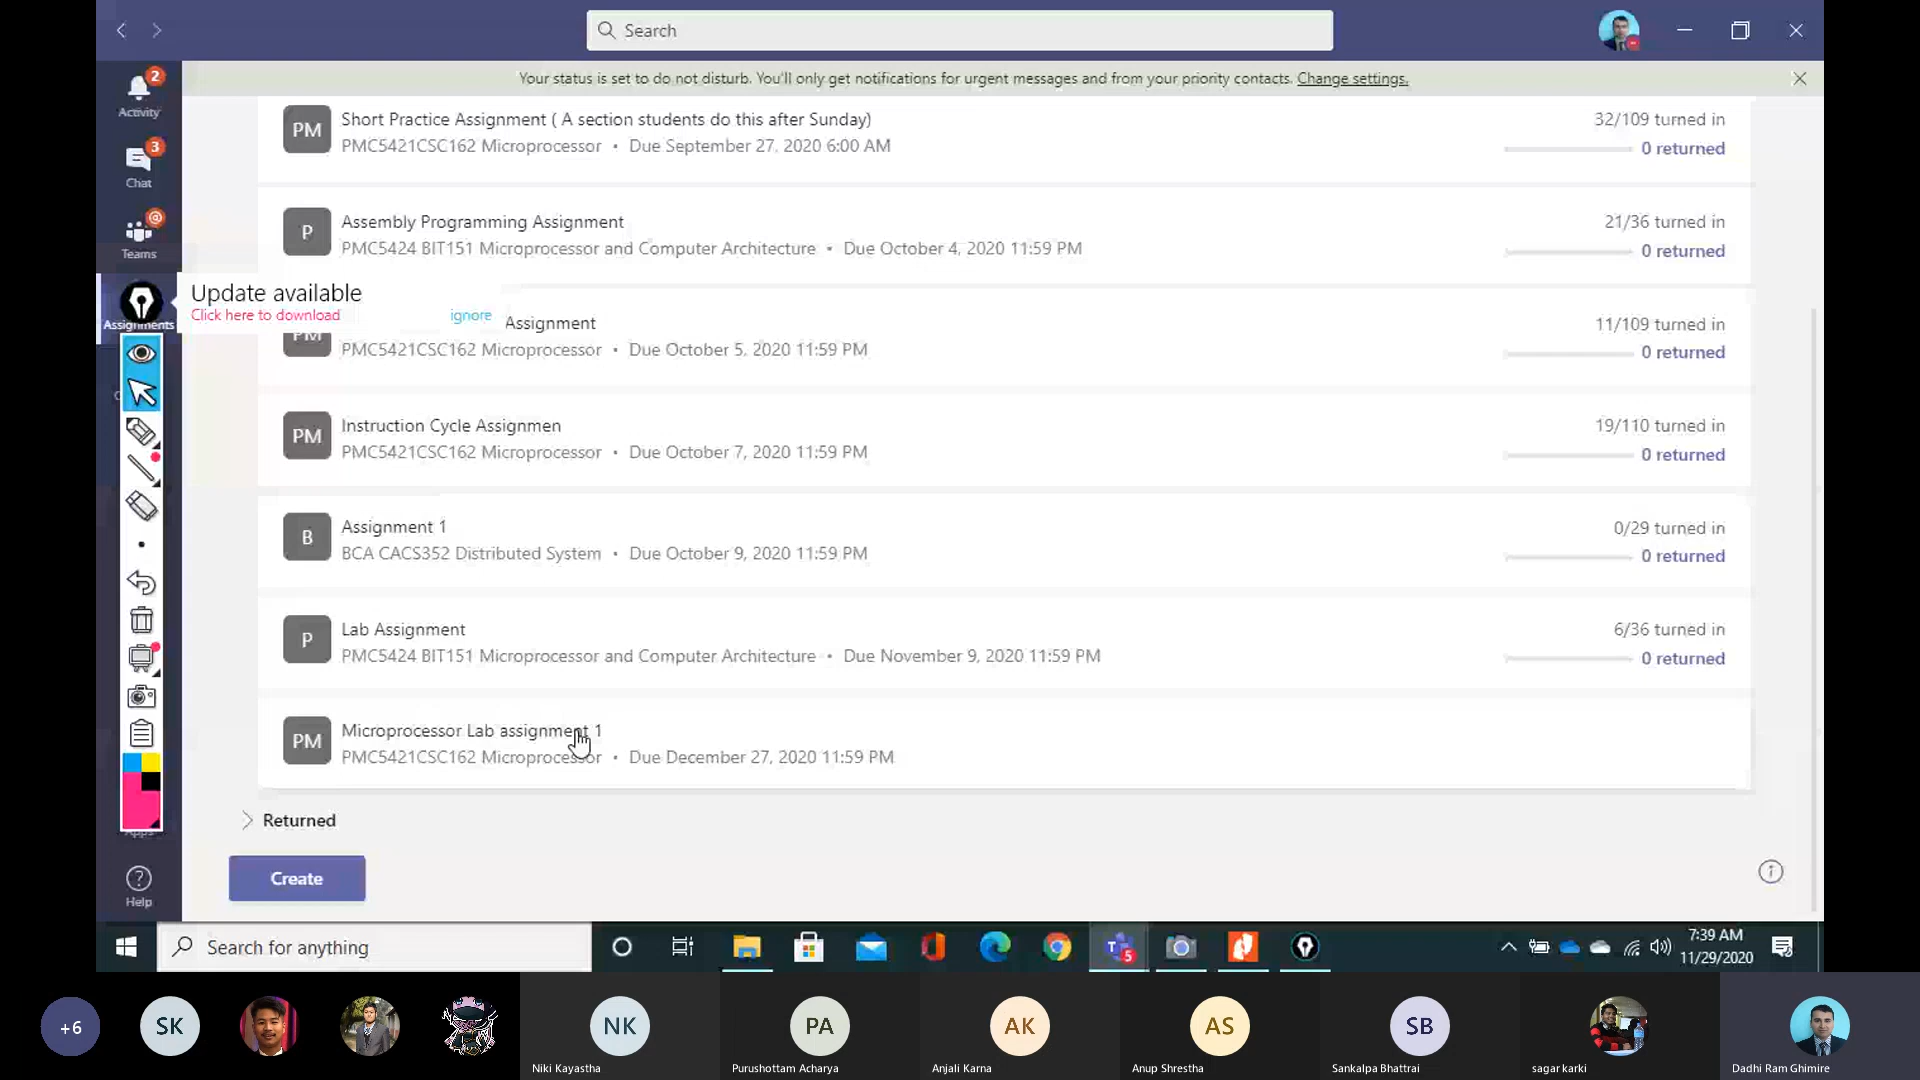 Search
Your status is set to do not disturb. You'll only get notifications for urgent messages and from your priority contacts. Change settings.
2
Activity
3
Chat
@
Teams
Assignments
Update available
Click here to download
ignore
PM
Short Practice Assignment ( A section students do this after Sunday)
PMC5421CSC162 Microprocessor • Due September 27, 2020 6:00 AM
32/109 turned in
0 returned
P
Assembly Programming Assignment
PMC5424 BIT151 Microprocessor and Computer Architecture • Due October 4, 2020 11:59 PM
21/36 turned in
0 returned
PM
Assignment
PMC5421CSC162 Microprocessor • Due October 5, 2020 11:59 PM
11/109 turned in
0 returned
PM
Instruction Cycle Assignmen
PMC5421CSC162 Microprocessor • Due October 7, 2020 11:59 PM
19/110 turned in
0 returned
B
Assignment 1
BCA CACS352 Distributed System • Due October 9, 2020 11:59 PM
0/29 turned in
0 returned
P
Lab Assignment
PMC5424 BIT151 Microprocessor and Computer Architecture • Due November 9, 2020 11:59 PM
6/36 turned in
0 returned
PM
Microprocessor Lab assignment 1
PMC5421CSC162 Microprocessor • Due December 27, 2020 11:59 PM
Returned
Create
Apps
Help
Search for anything
5
7:39 AM
11/29/2020
+6
SK
NK
Niki Kayastha
PA
Purushottam Acharya
AK
Anjali Karna
AS
Anup Shrestha
SB
Sankalpa Bhattrai
sagar karki
Dadhi Ram Ghimire